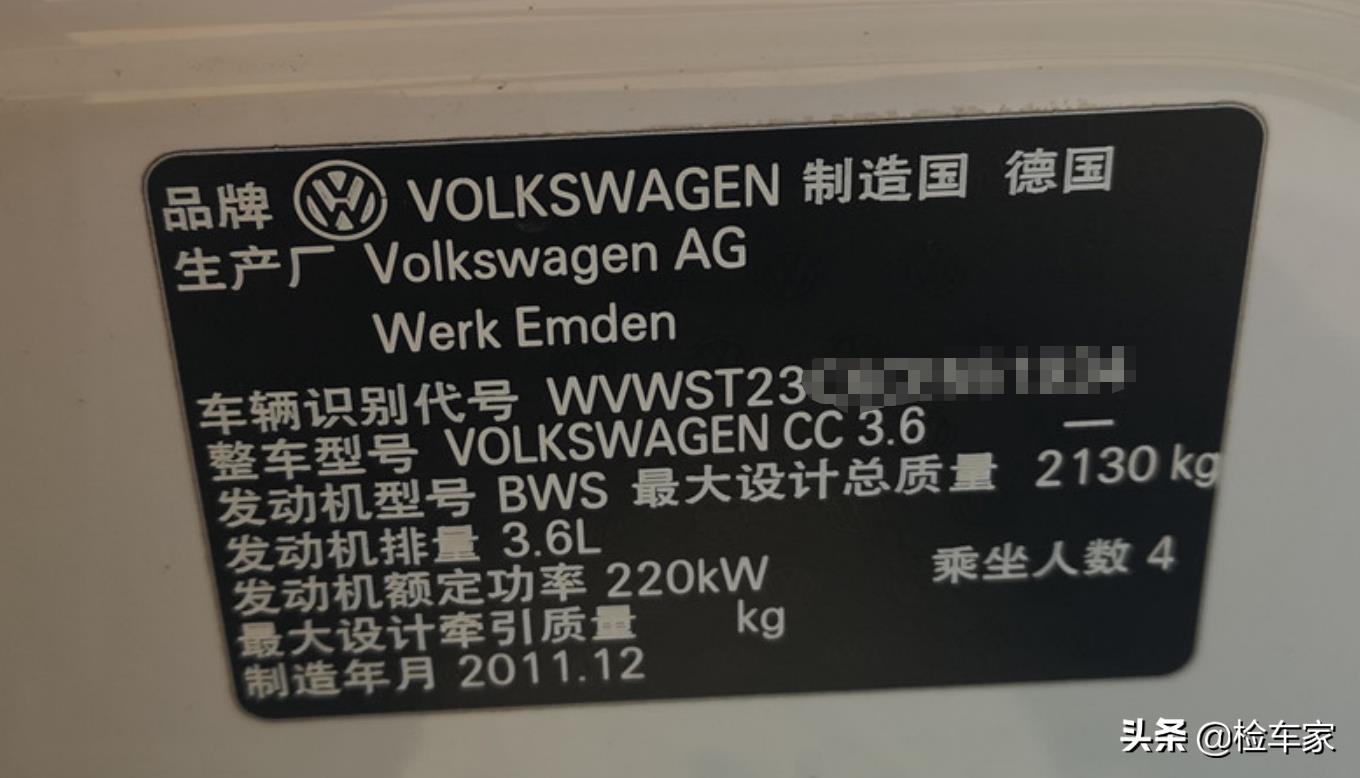 品牌 VOLKSWAGEN 制造国 德国
生产厂 Volkswagen AG
Werk Emden
车辆识别代号 WVWST23
整车型号 VOLKSWAGEN CC 3.6 —
发动机型号 BWS 最大设计总质量 2130 kg
发动机排量 3.6L
发动机额定功率 220kW 乘坐人数 4
最大设计牵引质量 kg
制造年月 2011.12
头条 @检车家